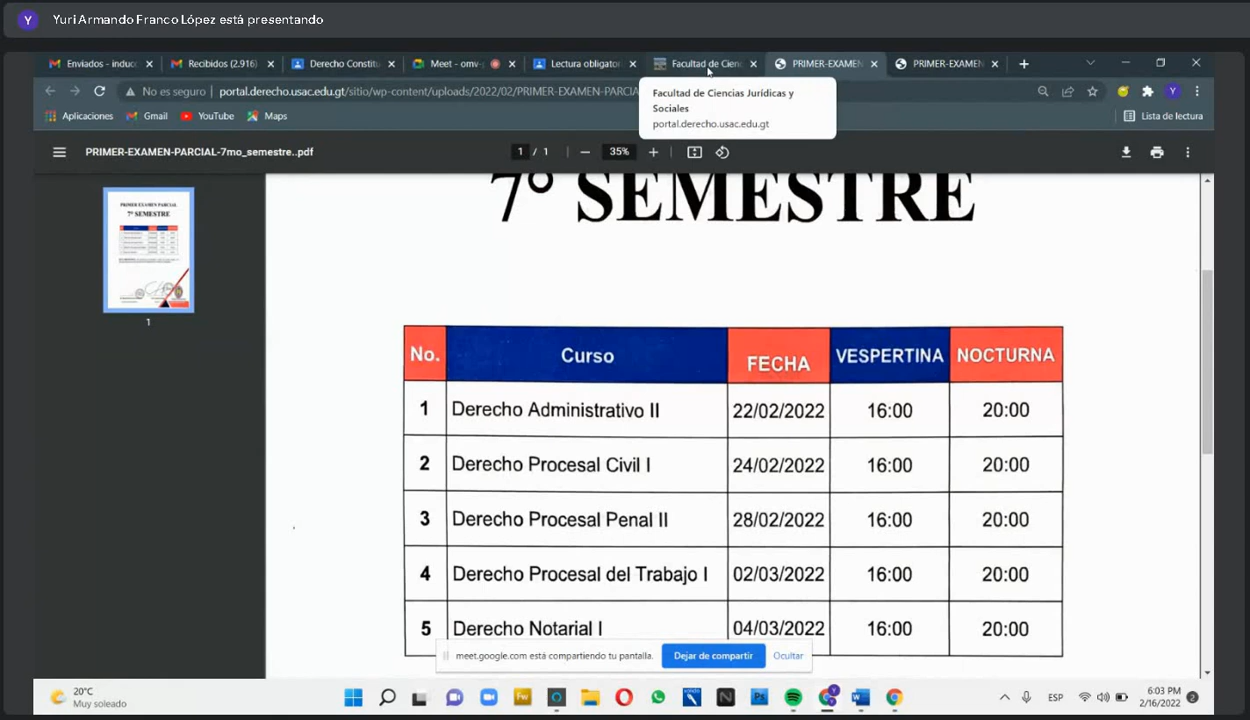 Y Yuri Armando Franco López está presentando
Enviados - induc
Recibidos (2.916)
Derecho Constitu
Meet - omv-
Lectura obligator
Facultad de Cienc
PRIMER-EXAMEN
PRIMER-EXAMEN
No es seguro | portal.derecho.usac.edu.gt/sitio/wp-content/uploads/2022/02/PRIMER-EXAMEN-PARCIA
Facultad de Ciencias Jurídicas y
Sociales
portal.derecho.usac.edu.gt
Aplicaciones Gmail YouTube Maps Lista de lectura
PRIMER-EXAMEN-PARCIAL-7mo_semestre..pdf 1 / 1 35%
PRIMER EXAMEN PARCIAL
7º SEMESTRE
1
7º SEMESTRE
No. Curso FECHA VESPERTINA NOCTURNA
1 Derecho Administrativo II 22/02/2022 16:00 20:00
2 Derecho Procesal Civil I 24/02/2022 16:00 20:00
3 Derecho Procesal Penal II 28/02/2022 16:00 20:00
4 Derecho Procesal del Trabajo I 02/03/2022 16:00 20:00
5 Derecho Notarial I 04/03/2022 16:00 20:00
meet.google.com está compartiendo tu pantalla. Dejar de compartir Ocultar
20°C
Muy soleado
ESP
6:03 PM
2/16/2022
2